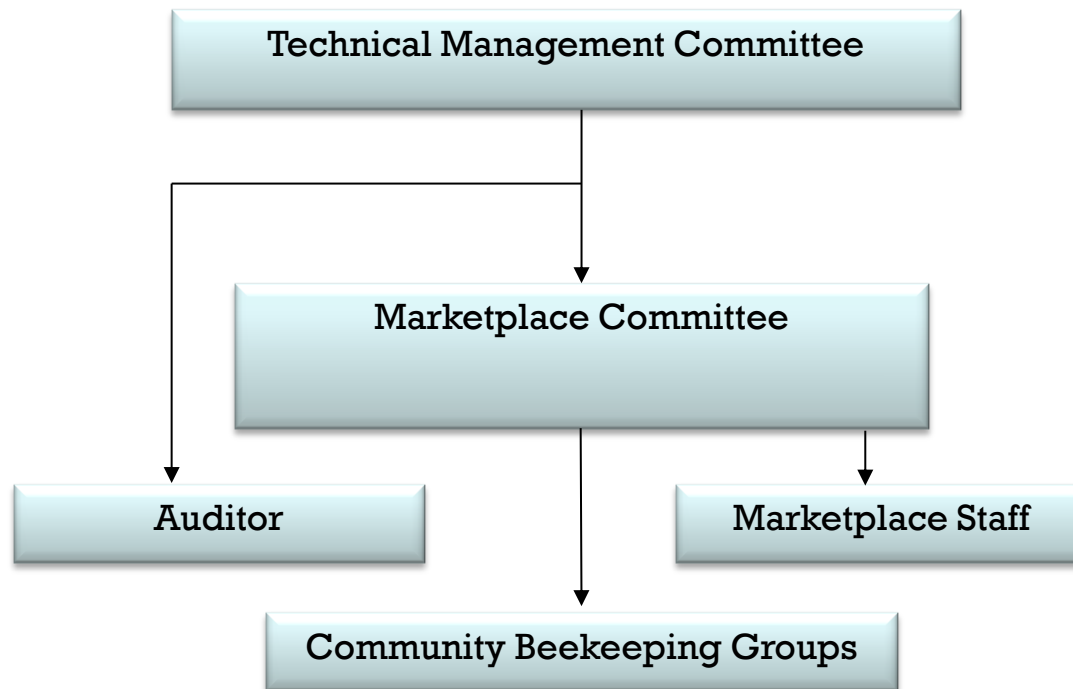 Technical Management Committee
Marketplace Committee
Auditor
Marketplace Staff
Community Beekeeping Groups